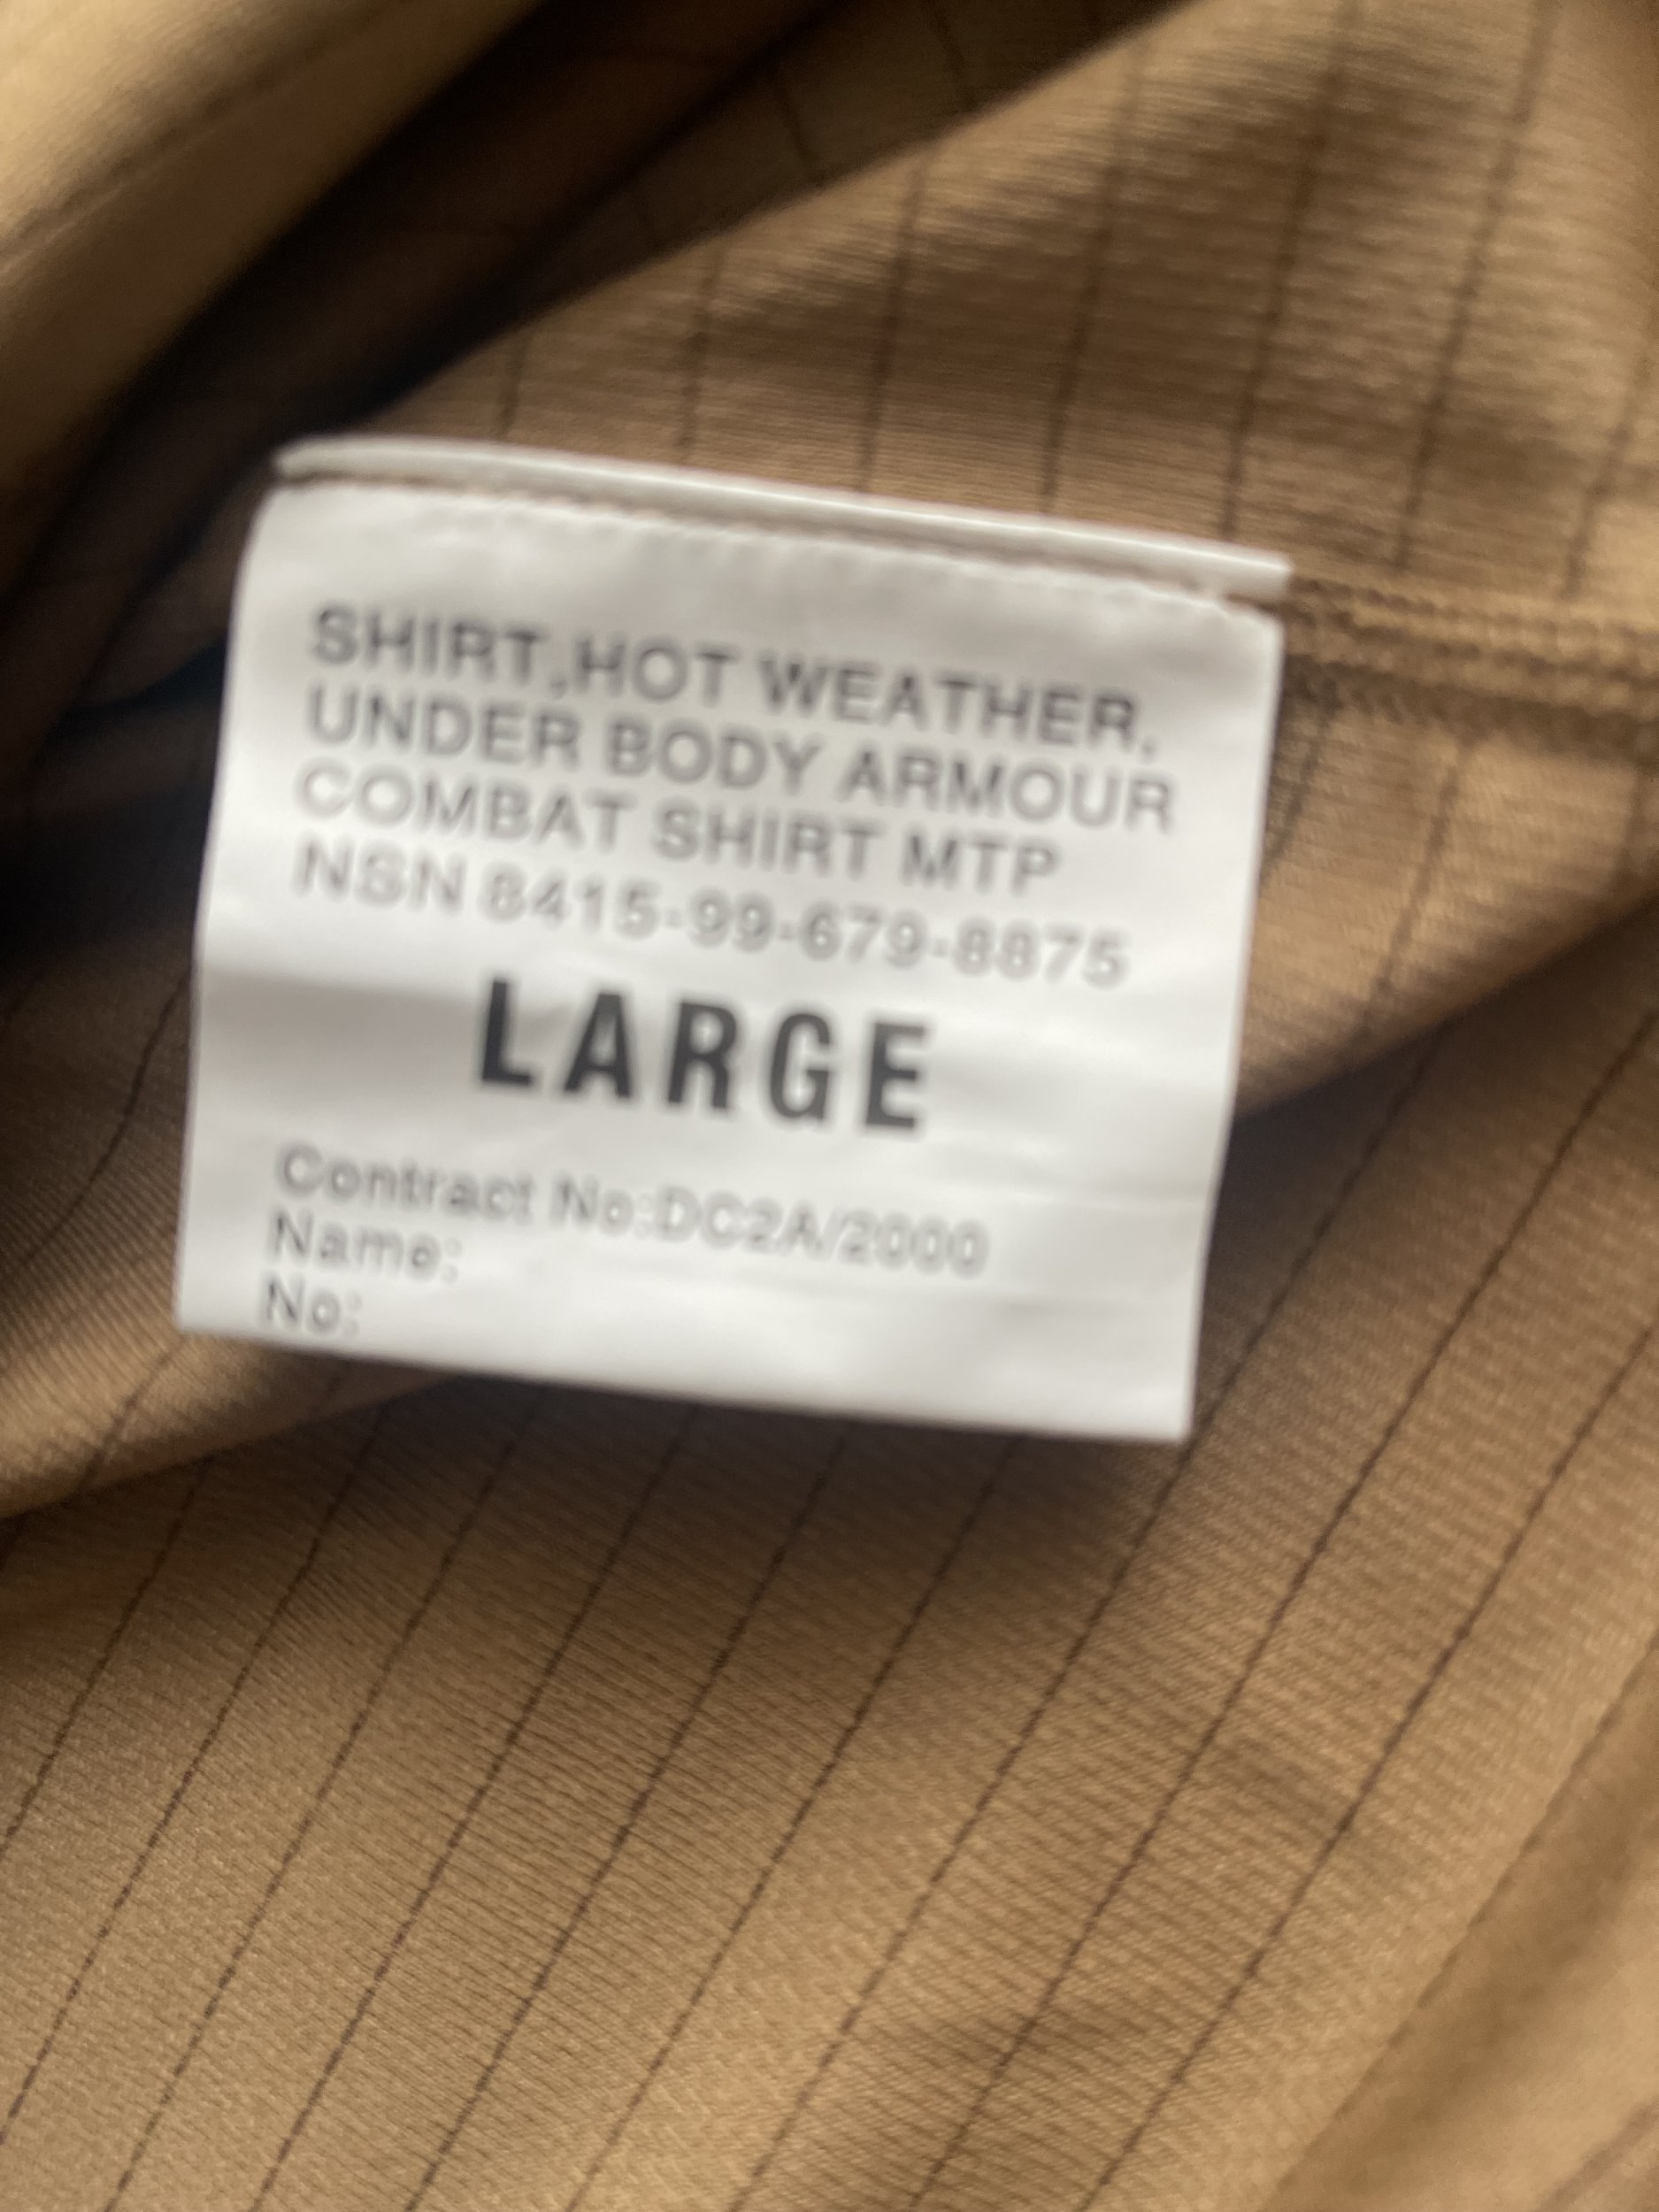 SHIRT,HOT WEATHER,
UNDER BODY ARMOUR
COMBAT SHIRT MTP
NSN 8415-99-679-8875
LARGE
Contract No:DC2A/2000
Name:
No: